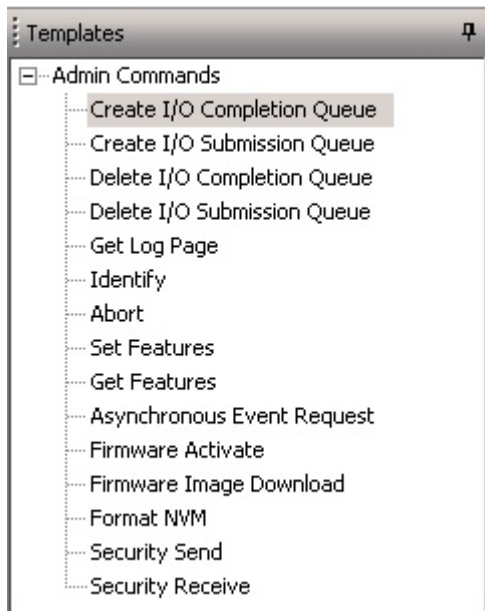 Templates
Admin Commands
Create I/O Completion Queue
Create I/O Submission Queue
Delete I/O Completion Queue
Delete I/O Submission Queue
Get Log Page
Identify
Abort
Set Features
Get Features
Asynchronous Event Request
Firmware Activate
Firmware Image Download
Format NVM
Security Send
Security Receive